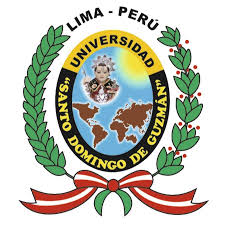 LIMA - PERÚ
UNIVERSIDAD
"SANTO DOMINGO DE GUZMÁN"